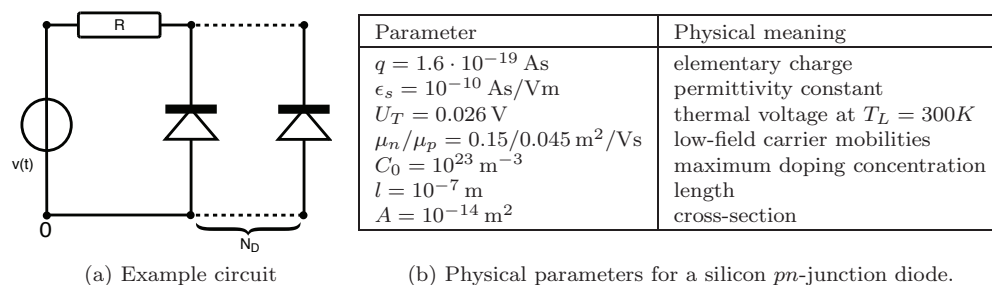 R
v(t)
0
N_D
(a) Example circuit
Parameter Physical meaning
q = 1.6 · 10^{−19} As elementary charge
ϵ_s = 10^{−10} As/Vm permittivity constant
U_T = 0.026 V thermal voltage at T_L = 300K
μ_n/μ_p = 0.15/0.045 m^2/Vs low-field carrier mobilities
C_0 = 10^{23} m^{−3} maximum doping concentration
l = 10^{−7} m length
A = 10^{−14} m^2 cross-section
(b) Physical parameters for a silicon pn-junction diode.